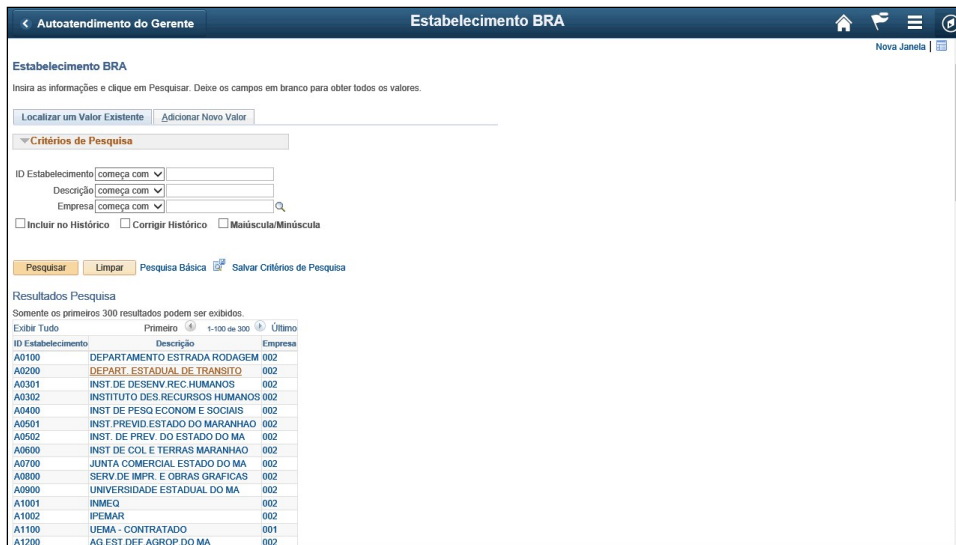 Autoatendimento do Gerente
Estabelecimento BRA
Nova Janela |
Estabelecimento BRA
Insira as informações e clique em Pesquisar. Deixe os campos em branco para obter todos os valores.
Localizar um Valor Existente Adicionar Novo Valor
Critérios de Pesquisa
ID Estabelecimento começa com
Descrição começa com
Empresa começa com
Incluir no Histórico Corrigir Histórico Maiúscula/Minúscula
Pesquisar Limpar Pesquisa Básica Salvar Critérios de Pesquisa
Resultados Pesquisa
Somente os primeiros 300 resultados podem ser exibidos.
Exibir Tudo Primeiro 1-100 de 300 Último
ID Estabelecimento Descrição Empresa
A0100 DEPARTAMENTO ESTRADA RODAGEM 002
A0200 DEPART. ESTADUAL DE TRANSITO 002
A0301 INST.DE DESENV.REC.HUMANOS 002
A0302 INSTITUTO DES.RECURSOS HUMANOS 002
A0400 INST DE PESQ ECONOM E SOCIAIS 002
A0501 INST.PREVID.ESTADO DO MARANHAO 002
A0502 INST. DE PREV. DO ESTADO DO MA 002
A0600 INST DE COL E TERRAS MARANHAO 002
A0700 JUNTA COMERCIAL ESTADO DO MA 002
A0800 SERV.DE IMPR. E OBRAS GRAFICAS 002
A0900 UNIVERSIDADE ESTADUAL DO MA 002
A1001 INMEQ 002
A1002 IPEMAR 002
A1100 UEMA - CONTRATADO 001
A1200 AG.EST.DEF.AGROP.DO MA 002